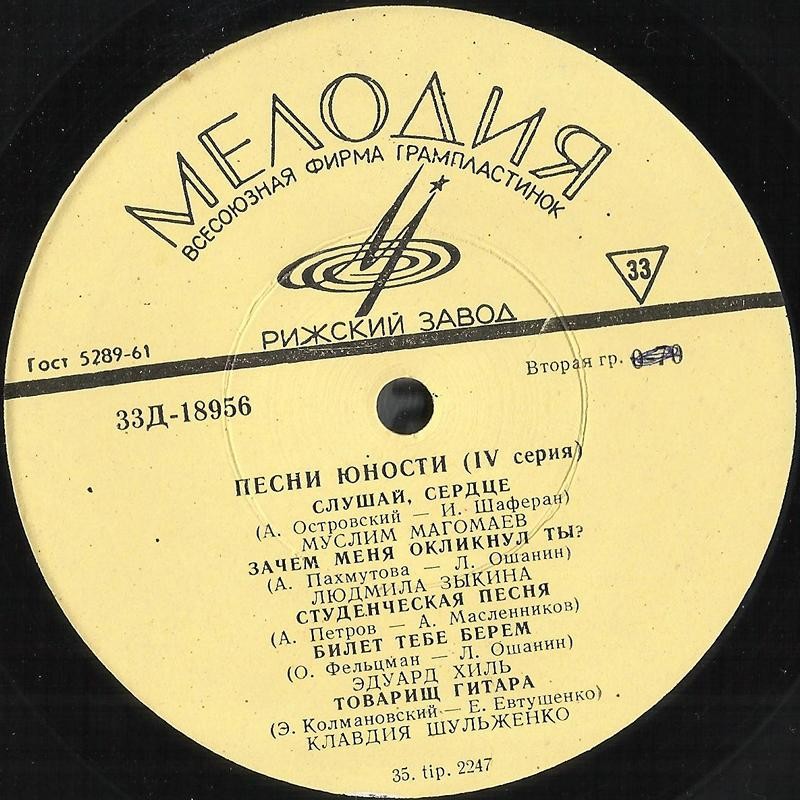 МЕЛОДИЯ
ВСЕСОЮЗНАЯ ФИРМА ГРАМПЛАСТИНОК
33
РИЖСКИЙ ЗАВОД
Гост 5289-61
Вторая гр. 0-70
33Д-18956
ПЕСНИ ЮНОСТИ (IV серия)
СЛУШАЙ, СЕРДЦЕ
(А. Островский — И. Шаферан)
МУСЛИМ МАГОМАЕВ
ЗАЧЕМ МЕНЯ ОКЛИКНУЛ ТЫ?
(А. Пахмутова — Л. Ошанин)
ЛЮДМИЛА ЗЫКИНА
СТУДЕНЧЕСКАЯ ПЕСНЯ
(А. Петров — А. Масленников)
БИЛЕТ ТЕБЕ БЕРЕМ
(О. Фельцман — Л. Ошанин)
ЭДУАРД ХИЛЬ
ТОВАРИЩ ГИТАРА
(Э. Колмановский — Е. Евтушенко)
КЛАВДИЯ ШУЛЬЖЕНКО
35. tip. 2247